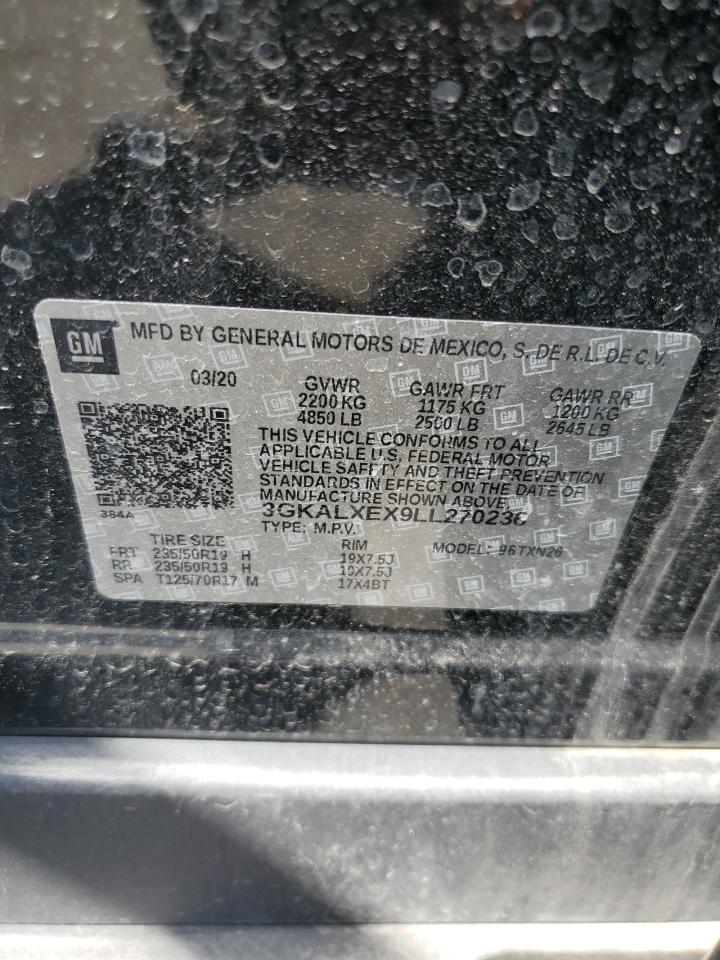 GM MFD BY GENERAL MOTORS DE MEXICO, S. DE R.L. DE C.V.
03/20 GVWR GAWR FRT GAWR RR
2200 KG 1175 KG 1200 KG
4850 LB 2500 LB 2645 LB
THIS VEHICLE CONFORMS TO ALL
APPLICABLE U.S. FEDERAL MOTOR
VEHICLE SAFETY AND THEFT PREVENTION
STANDARDS IN EFFECT ON THE DATE OF
MANUFACTURE SHOWN ABOVE.
384A 3GKALXEX9LL270236
TYPE: M.P.V.
TIRE SIZE RIM MODEL: 967XN26
FRT 235/50R19 H 19X7.5J
RR 235/50R19 H 19X7.5J
SPA T125/70R17 M 17X4BT